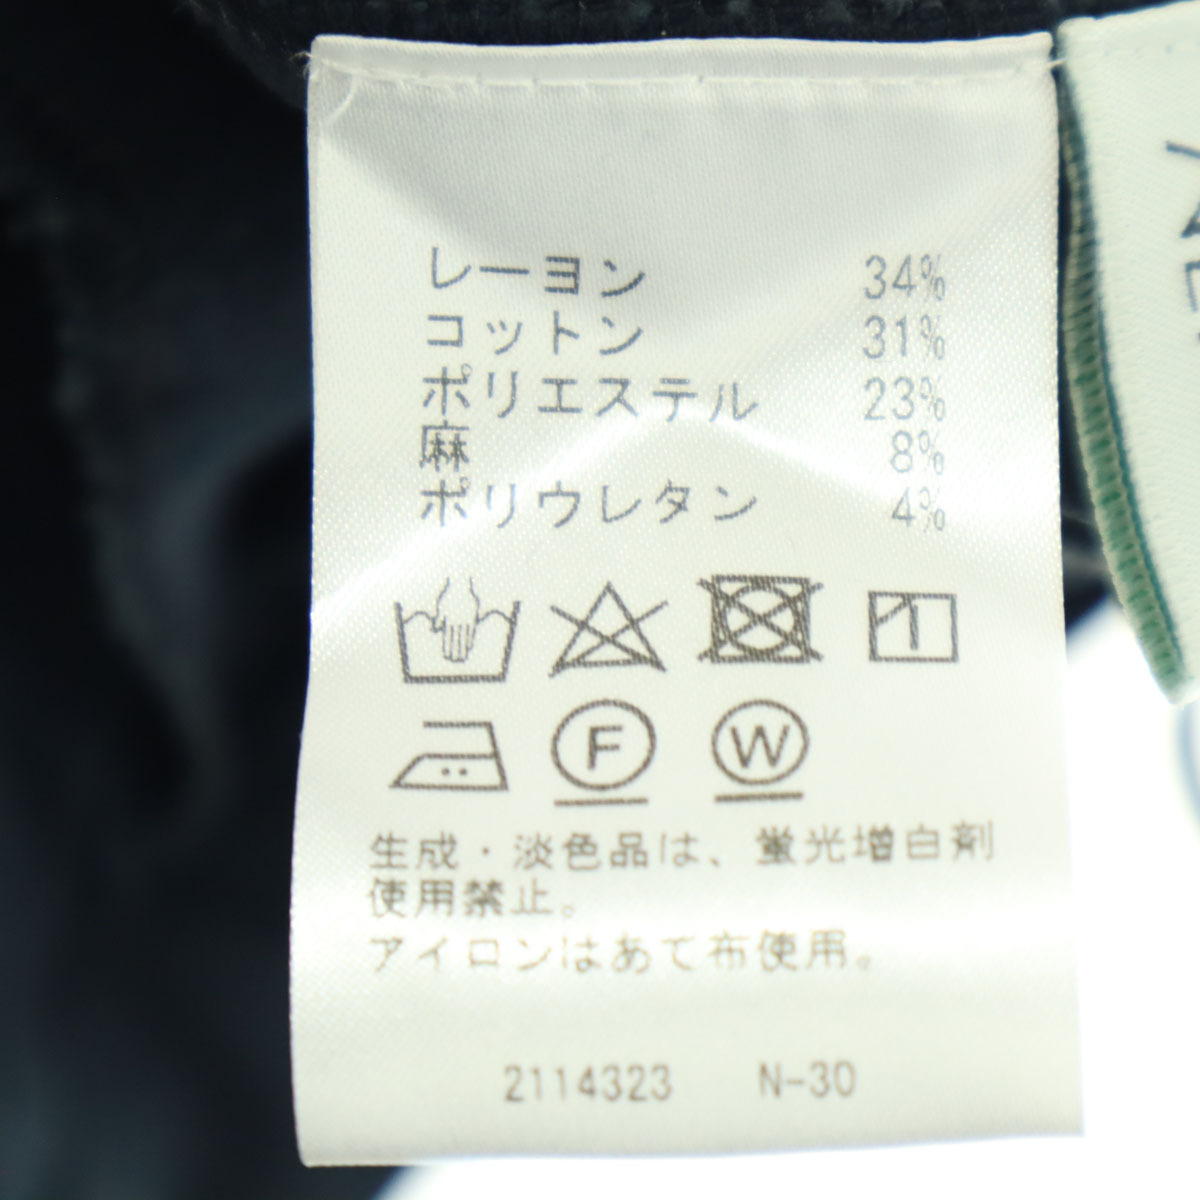 レーヨン 34%
コットン 31%
ポリエステル 23%
麻 8%
ポリウレタン 4%
F W
生成・淡色品は、蛍光増白剤
使用禁止。
アイロンはあて布使用。
2114323 N-30